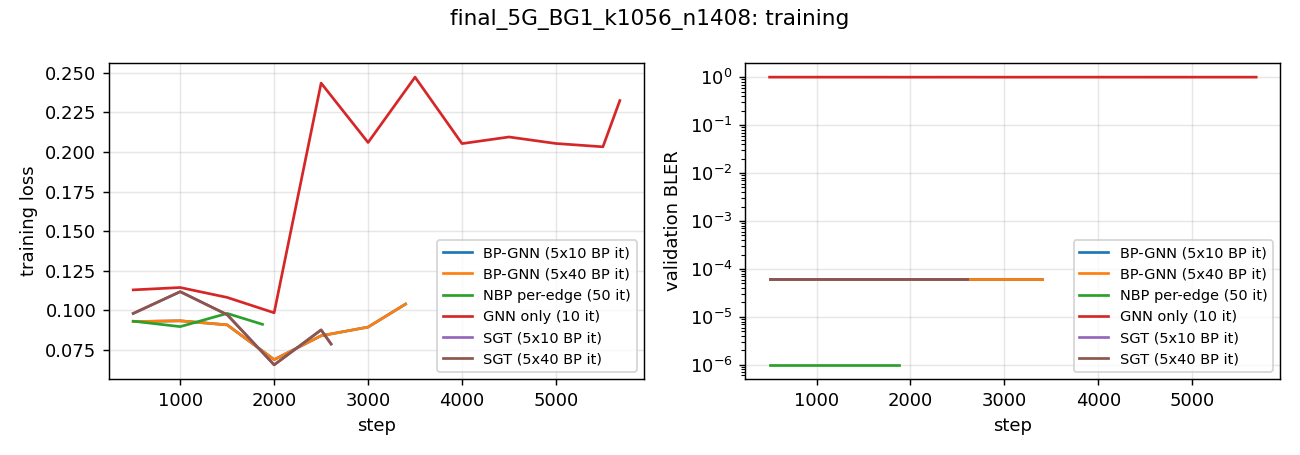 final_5G_BG1_k1056_n1408: training
training loss
0.250
0.225
0.200
0.175
0.150
0.125
0.100
0.075
1000
2000
3000
4000
5000
step
BP-GNN (5x10 BP it)
BP-GNN (5x40 BP it)
NBP per-edge (50 it)
GNN only (10 it)
SGT (5x10 BP it)
SGT (5x40 BP it)
validation BLER
10⁰
10⁻¹
10⁻²
10⁻³
10⁻⁴
10⁻⁵
10⁻⁶
1000
2000
3000
4000
5000
step
BP-GNN (5x10 BP it)
BP-GNN (5x40 BP it)
NBP per-edge (50 it)
GNN only (10 it)
SGT (5x10 BP it)
SGT (5x40 BP it)